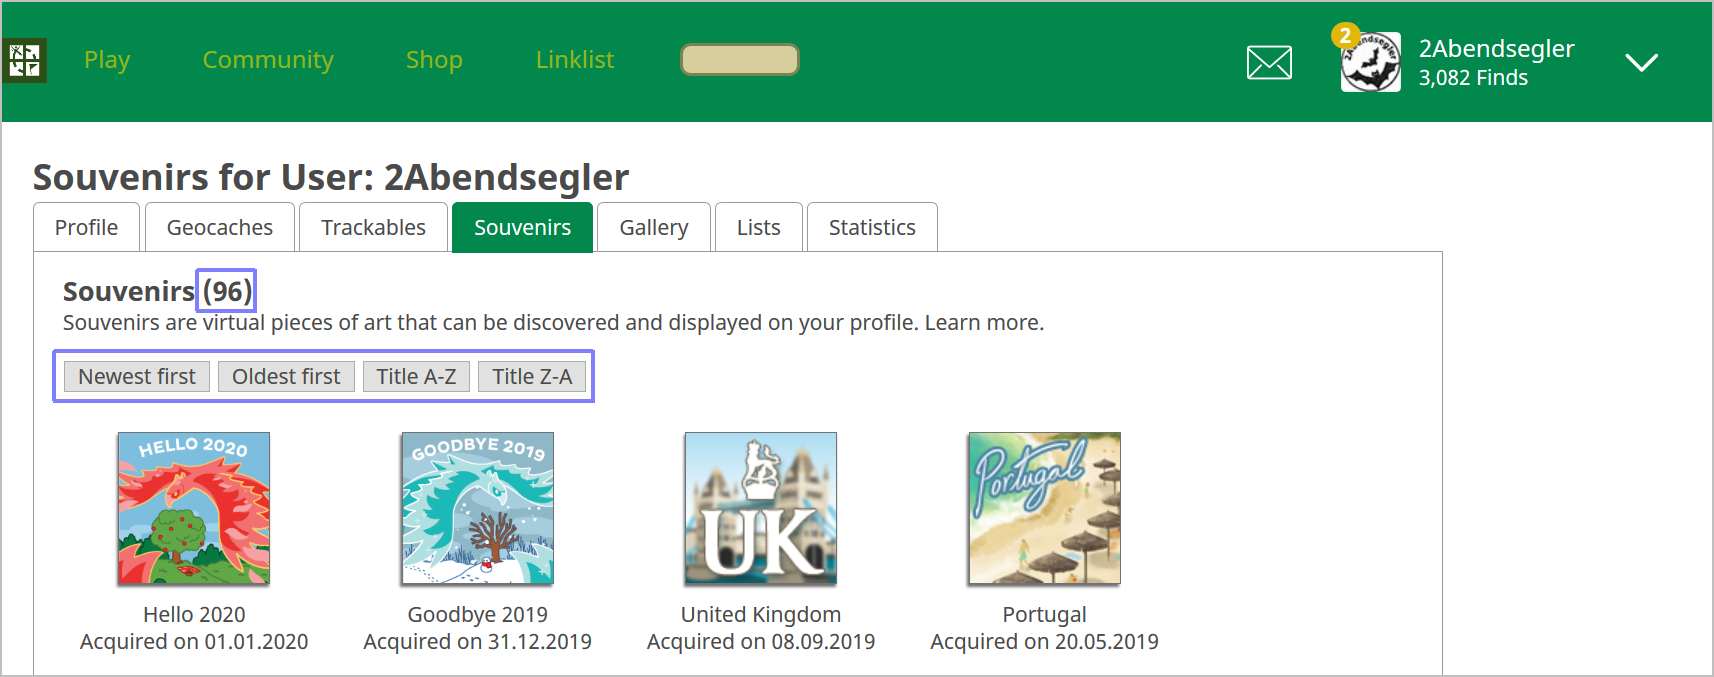 Play Community Shop Linklist
2
2Abendsegler
2Abendsegler
3,082 Finds
Souvenirs for User: 2Abendsegler
Profile Geocaches Trackables Souvenirs Gallery Lists Statistics
Souvenirs (96)
Souvenirs are virtual pieces of art that can be discovered and displayed on your profile. Learn more.
Newest first Oldest first Title A-Z Title Z-A
HELLO 2020
GOODBYE 2019
UK
Portugal
Hello 2020 Goodbye 2019 United Kingdom Portugal
Acquired on 01.01.2020 Acquired on 31.12.2019 Acquired on 08.09.2019 Acquired on 20.05.2019